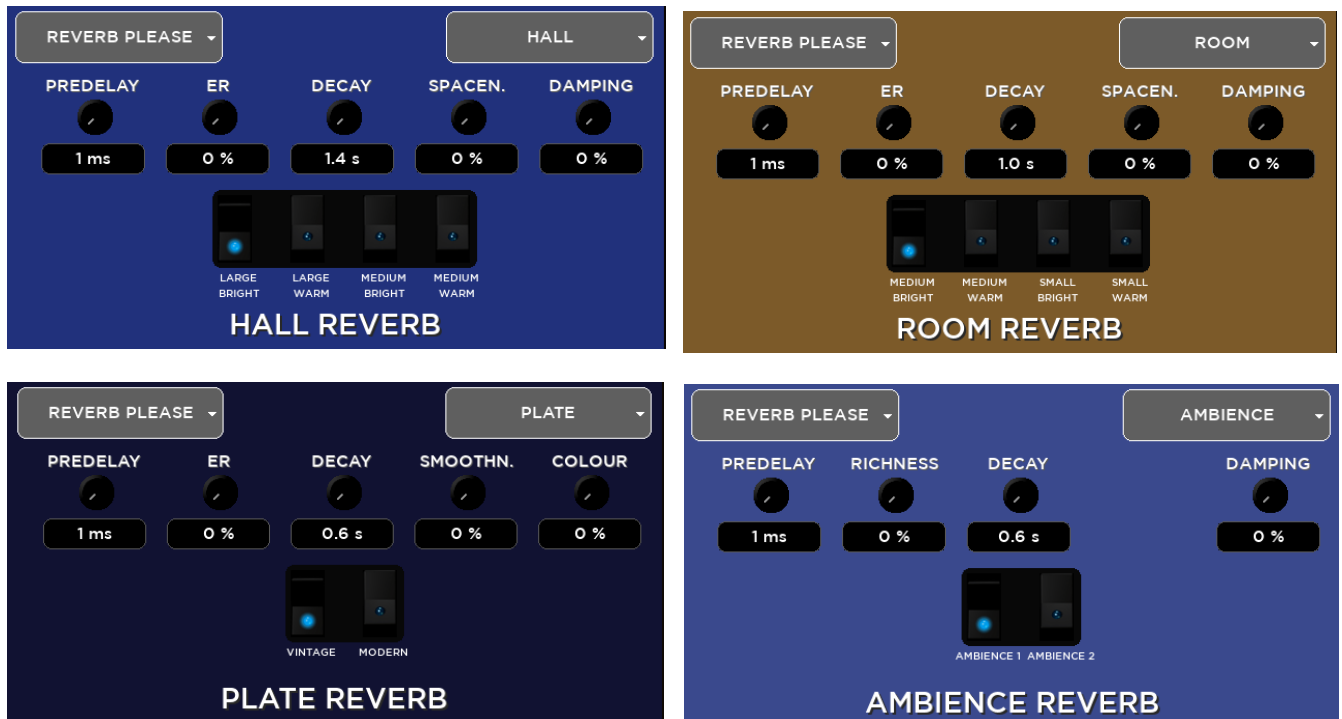 REVERB PLEASE HALL
PREDELAY ER DECAY SPACEN. DAMPING
1 ms 0 % 1.4 s 0 % 0 %
LARGE LARGE MEDIUM MEDIUM
BRIGHT WARM BRIGHT WARM
HALL REVERB
REVERB PLEASE ROOM
PREDELAY ER DECAY SPACEN. DAMPING
1 ms 0 % 1.0 s 0 % 0 %
MEDIUM MEDIUM SMALL SMALL
BRIGHT WARM BRIGHT WARM
ROOM REVERB
REVERB PLEASE PLATE
PREDELAY ER DECAY SMOOTHN. COLOUR
1 ms 0 % 0.6 s 0 % 0 %
VINTAGE MODERN
PLATE REVERB
REVERB PLEASE AMBIENCE
PREDELAY RICHNESS DECAY DAMPING
1 ms 0 % 0.6 s 0 %
AMBIENCE 1 AMBIENCE 2
AMBIENCE REVERB